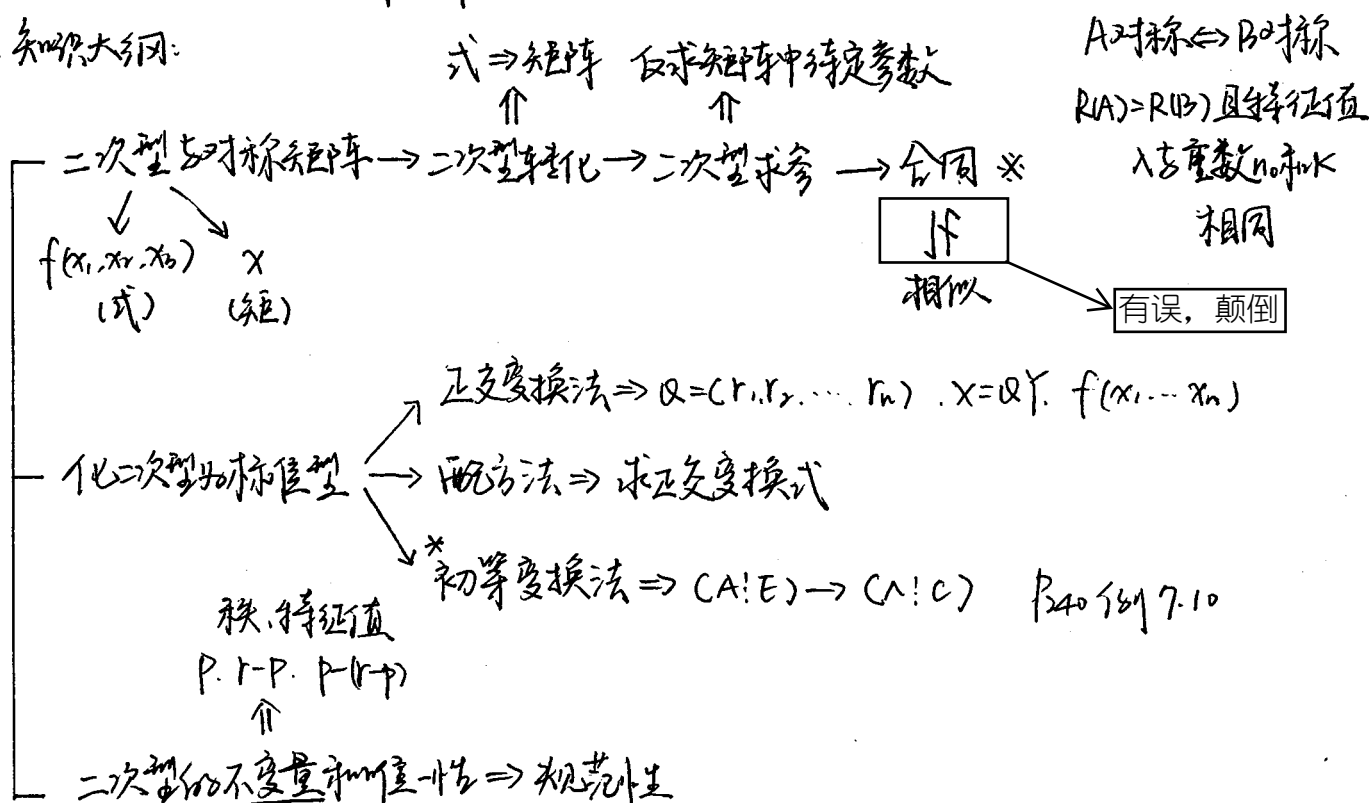 知识大纲:
式⇒矩阵 反求矩阵中待定参数
A对称⇔B对称
R(A)=R(B)且特征值
λ与重数n₀和K
相同
二次型与对称矩阵→二次型转化→二次型求参→合同 ※
f(x₁,x₂,x₃) x
(式) (矩)
相似
有误，颠倒
正交变换法⇒Q=(r₁,r₂,…. rₙ) . X=QY. f(x₁…xₙ)
化二次型为标准型
配方法⇒求正交变换式
*初等变换法⇒(A¦E)→(Λ¦C) P₂₄₀例7.10
秩、特征值
P. r-P. P-(r-p)
二次型的不变量和唯一性⇒规范性